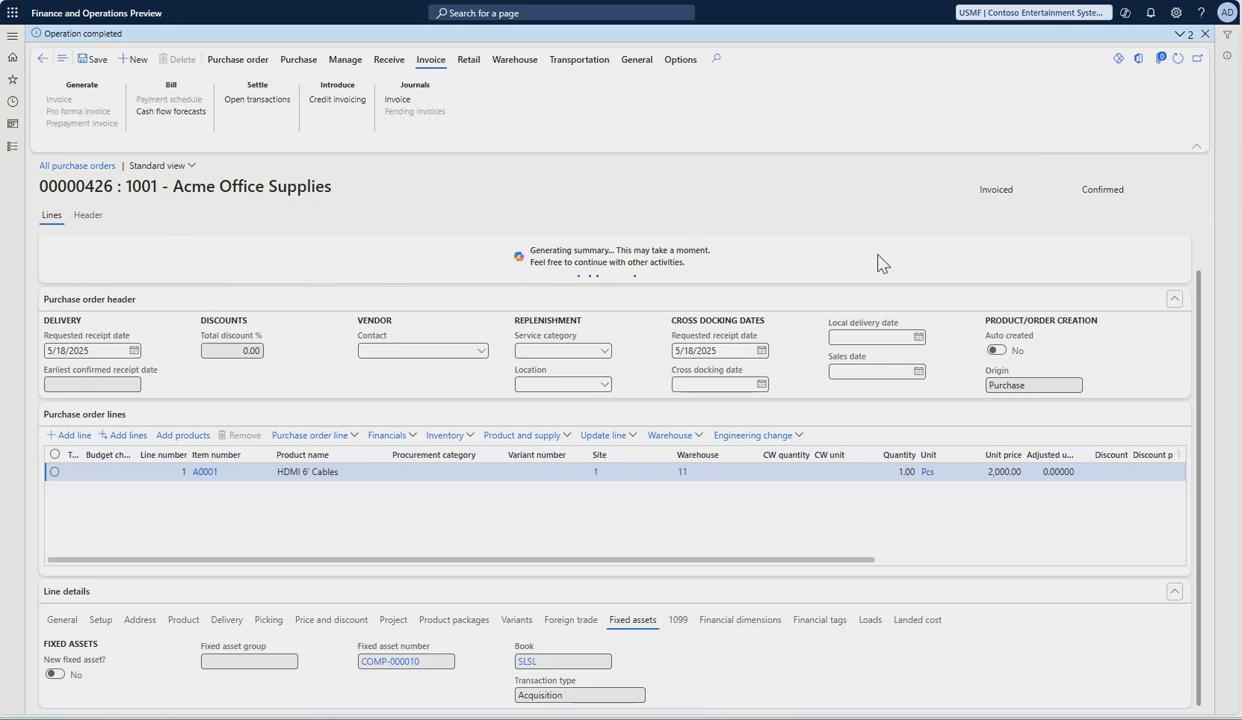 Finance and Operations Preview
Search for a page
USMF | Contoso Entertainment Syste...
AD
Operation completed
2
Save
New
Delete
Purchase order
Purchase
Manage
Receive
Invoice
Retail
Warehouse
Transportation
General
Options
0
Generate
Bill
Settle
Introduce
Journals
Invoice
Payment schedule
Open transactions
Credit invoicing
Invoice
Pro forma invoice
Cash flow forecasts
Pending invoices
Prepayment invoice
All purchase orders | Standard view
00000426 : 1001 - Acme Office Supplies
Invoiced
Confirmed
Lines
Header
Generating summary... This may take a moment.
Feel free to continue with other activities.
Purchase order header
DELIVERY
DISCOUNTS
VENDOR
REPLENISHMENT
CROSS DOCKING DATES
Local delivery date
PRODUCT/ORDER CREATION
Requested receipt date
Total discount %
Contact
Service category
Requested receipt date
Auto created
5/18/2025
0.00
5/18/2025
No
Sales date
Earliest confirmed receipt date
Location
Cross docking date
Origin
Purchase
Purchase order lines
Add line
Add lines
Add products
Remove
Purchase order line
Financials
Inventory
Product and supply
Update line
Warehouse
Engineering change
T...
Budget ch...
Line number
Item number
Product name
Procurement category
Variant number
Site
Warehouse
CW quantity
CW unit
Quantity
Unit
Unit price
Adjusted u...
Discount
Discount p
1
A0001
HDMI 6' Cables
1
11
1.00
Pcs
2,000.00
0.00000
Line details
General
Setup
Address
Product
Delivery
Picking
Price and discount
Project
Product packages
Variants
Foreign trade
Fixed assets
1099
Financial dimensions
Financial tags
Loads
Landed cost
FIXED ASSETS
Fixed asset group
Fixed asset number
Book
New fixed asset?
COMP-000010
SLSL
No
Transaction type
Acquisition